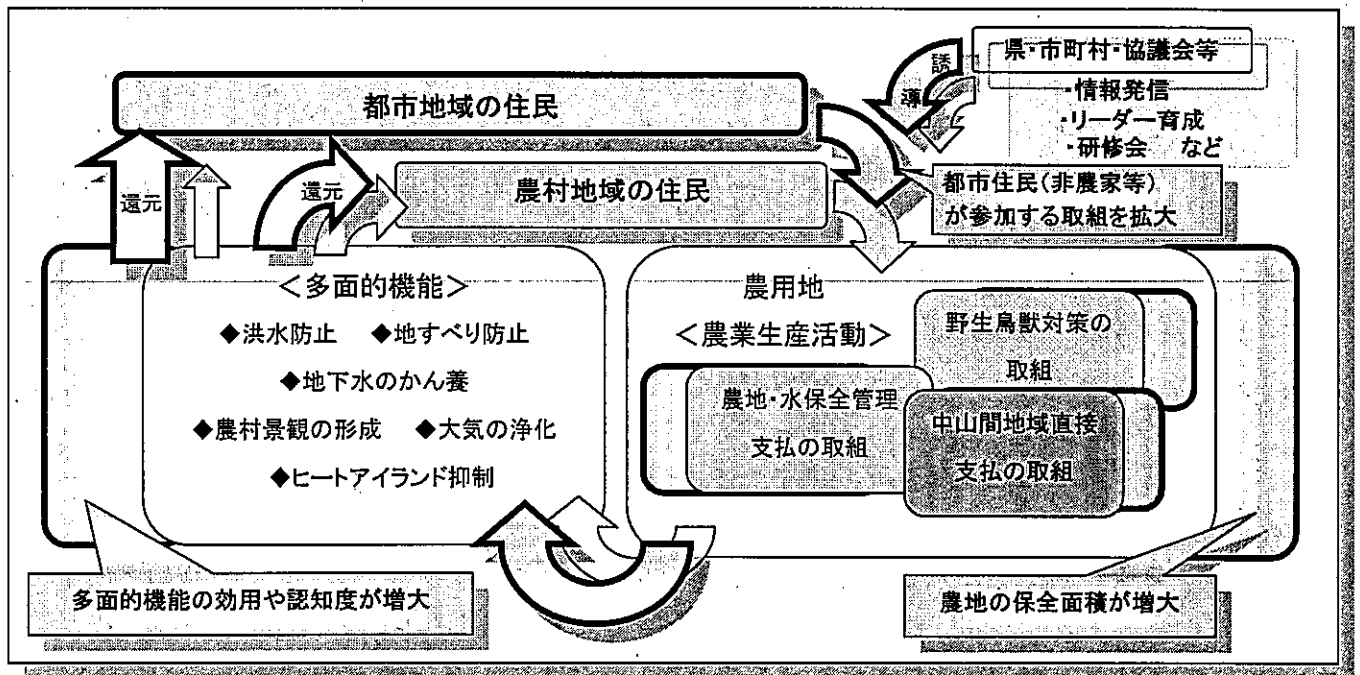 県・市町村・協議会等
・情報発信
・リーダー育成
・研修会 など
誘
導
都市地域の住民
還元
還元
農村地域の住民
都市住民(非農家等)
が参加する取組を拡大
＜多面的機能＞
◆洪水防止 ◆地すべり防止
◆地下水のかん養
◆農村景観の形成 ◆大気の浄化
◆ヒートアイランド抑制
農用地
＜農業生産活動＞
野生鳥獣対策の
取組
農地・水保全管理
支払の取組
中山間地域直接
支払の取組
多面的機能の効用や認知度が増大
農地の保全面積が増大